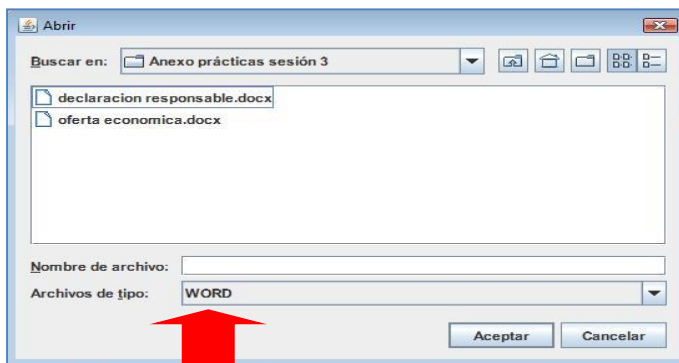 Abrir
Buscar en: Anexo prácticas sesión 3
declaracion responsable.docx
oferta economica.docx
Nombre de archivo:
Archivos de tipo: WORD
Aceptar Cancelar